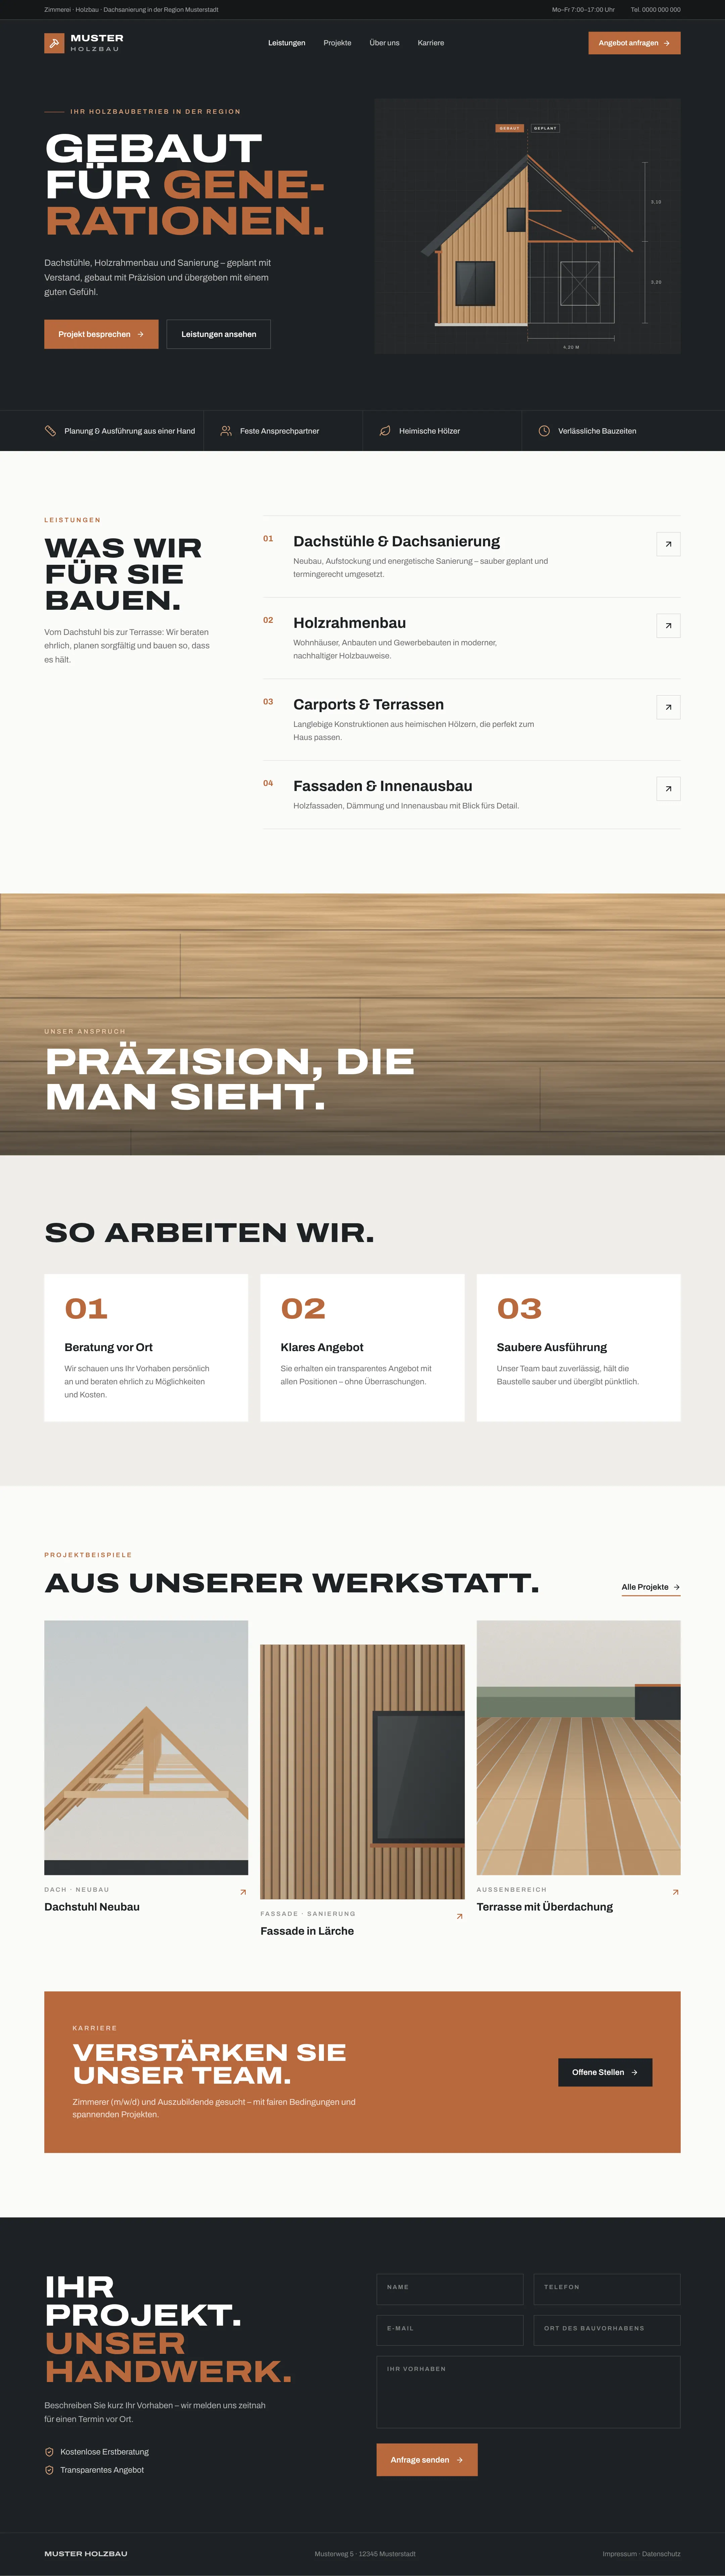 Zimmerei · Holzbau · Dachsanierung in der Region Musterstadt
Mo–Fr 7:00–17:00 Uhr
Tel. 0000 000 000
MUSTER
HOLZBAU
Leistungen
Projekte
Über uns
Karriere
Angebot anfragen
IHR HOLZBAUBETRIEB IN DER REGION
GEBAUT
FÜR GENE-
RATIONEN.
Dachstühle, Holzrahmenbau und Sanierung – geplant mit
Verstand, gebaut mit Präzision und übergeben mit einem
guten Gefühl.
Projekt besprechen
Leistungen ansehen
GEBAUT
GEPLANT
3,10
3,20
4,20 M
Planung & Ausführung aus einer Hand
Feste Ansprechpartner
Heimische Hölzer
Verlässliche Bauzeiten
LEISTUNGEN
WAS WIR
FÜR SIE
BAUEN.
Vom Dachstuhl bis zur Terrasse: Wir beraten
ehrlich, planen sorgfältig und bauen so, dass
es hält.
01
Dachstühle & Dachsanierung
Neubau, Aufstockung und energetische Sanierung – sauber geplant und
termingerecht umgesetzt.
02
Holzrahmenbau
Wohnhäuser, Anbauten und Gewerbebauten in moderner,
nachhaltiger Holzbauweise.
03
Carports & Terrassen
Langlebige Konstruktionen aus heimischen Hölzern, die perfekt zum
Haus passen.
04
Fassaden & Innenausbau
Holzfassaden, Dämmung und Innenausbau mit Blick fürs Detail.
UNSER ANSPRUCH
PRÄZISION, DIE
MAN SIEHT.
SO ARBEITEN WIR.
01
Beratung vor Ort
Wir schauen uns Ihr Vorhaben persönlich
an und beraten ehrlich zu Möglichkeiten
und Kosten.
02
Klares Angebot
Sie erhalten ein transparentes Angebot mit
allen Positionen – ohne Überraschungen.
03
Saubere Ausführung
Unser Team baut zuverlässig, hält die
Baustelle sauber und übergibt pünktlich.
PROJEKTBEISPIELE
AUS UNSERER WERKSTATT.
Alle Projekte
DACH · NEUBAU
Dachstuhl Neubau
FASSADE · SANIERUNG
Fassade in Lärche
AUSSENBEREICH
Terrasse mit Überdachung
KARRIERE
VERSTÄRKEN SIE
UNSER TEAM.
Zimmerer (m/w/d) und Auszubildende gesucht – mit fairen Bedingungen und
spannenden Projekten.
Offene Stellen
IHR
PROJEKT.
UNSER
HANDWERK.
Beschreiben Sie kurz Ihr Vorhaben – wir melden uns zeitnah
für einen Termin vor Ort.
Kostenlose Erstberatung
Transparentes Angebot
NAME
TELEFON
E-MAIL
ORT DES BAUVORHABENS
IHR VORHABEN
Anfrage senden
MUSTER HOLZBAU
Musterweg 5 · 12345 Musterstadt
Impressum · Datenschutz